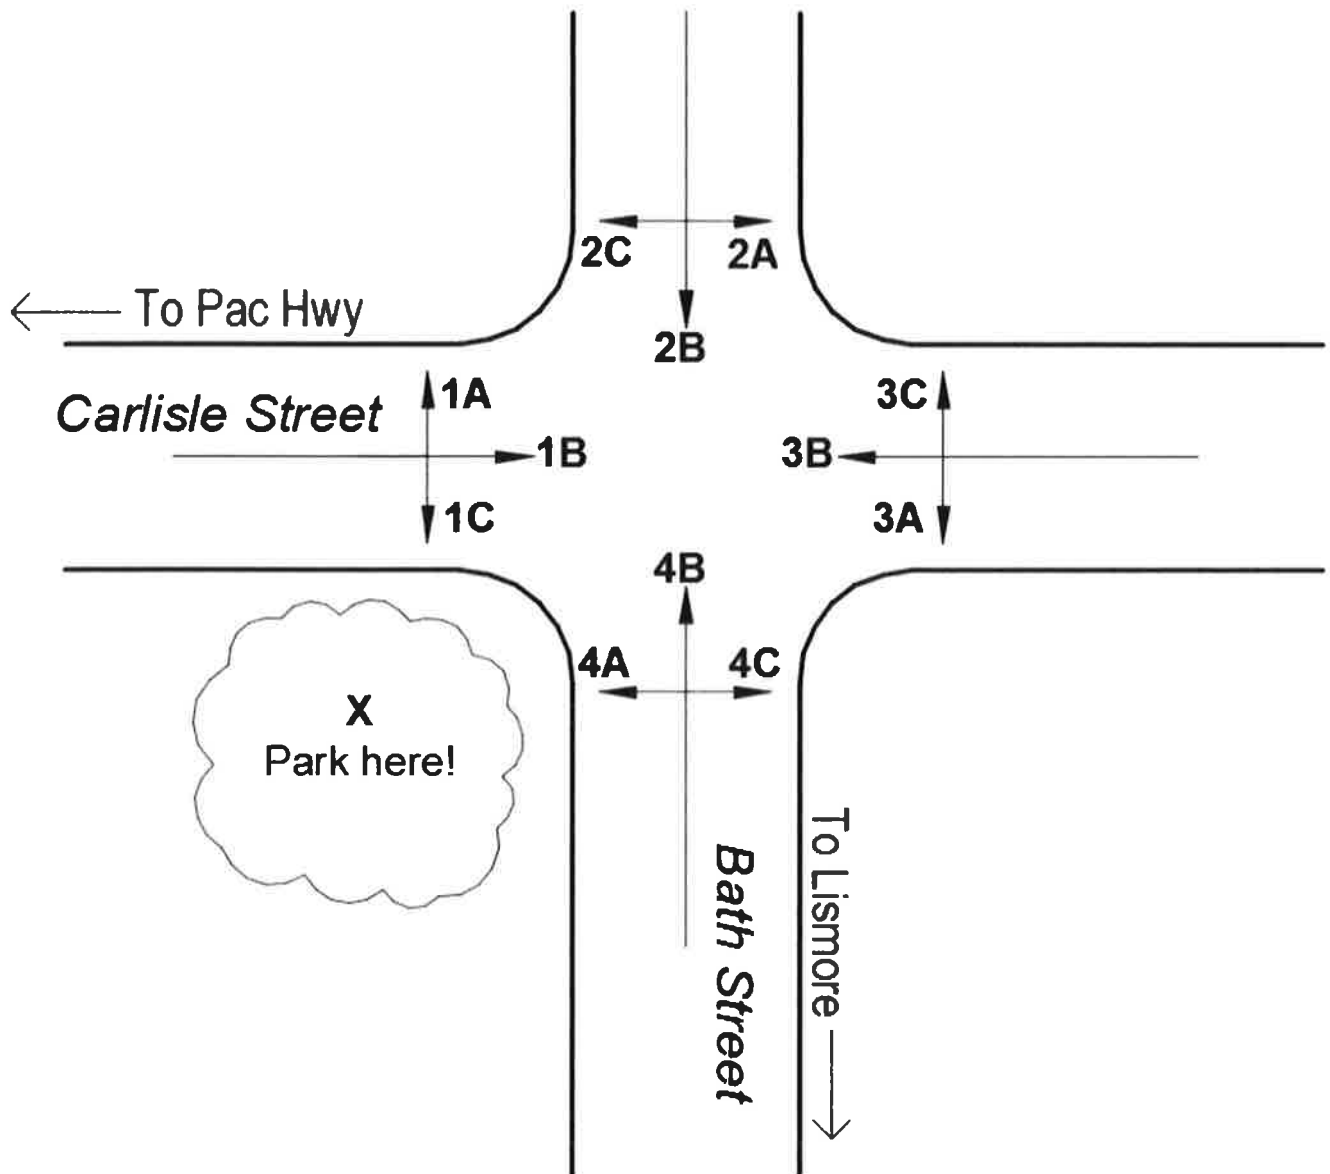 2C
2A
To Pac Hwy
2B
Carlisle Street
1A
3C
1B
3B
1C
3A
4B
4A
4C
X
Park here!
Bath Street
To Lismore